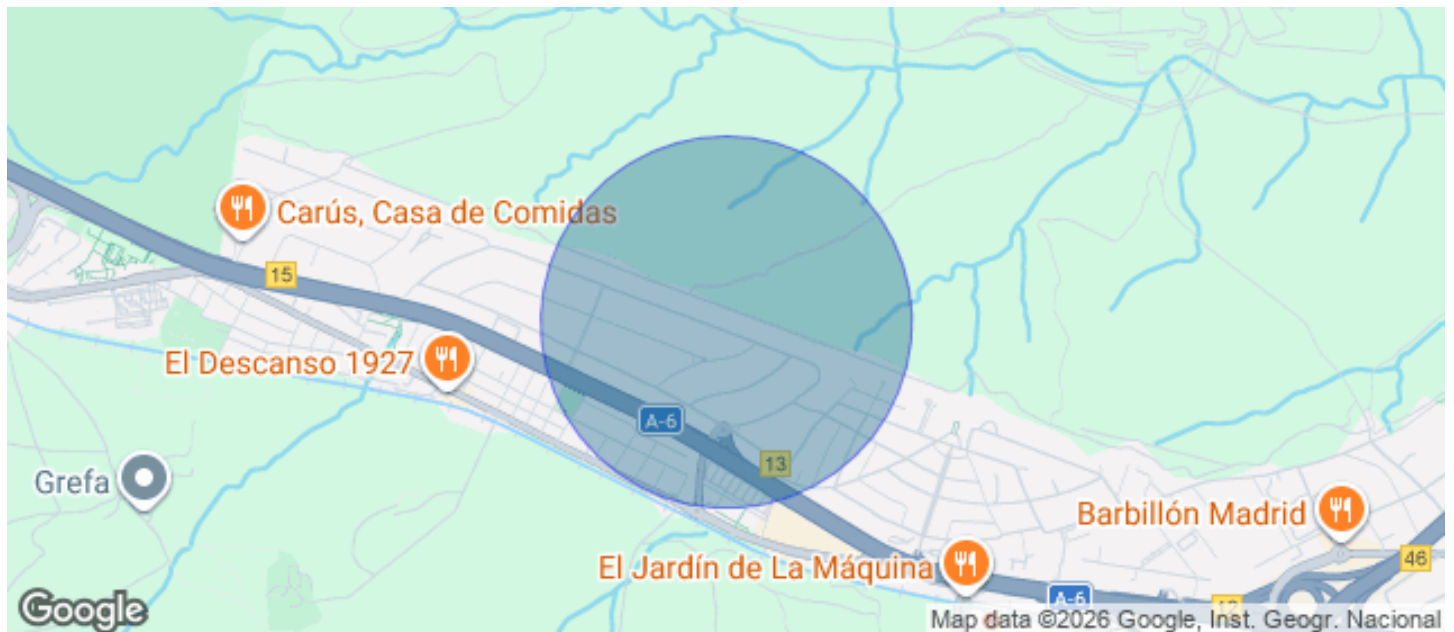 Carús, Casa de Comidas
15
El Descanso 1927
A-6
13
Grefa
Barbillón Madrid
46
El Jardín de La Máquina
A-6
12
Google
Map data ©2026 Google, Inst. Geogr. Nacional